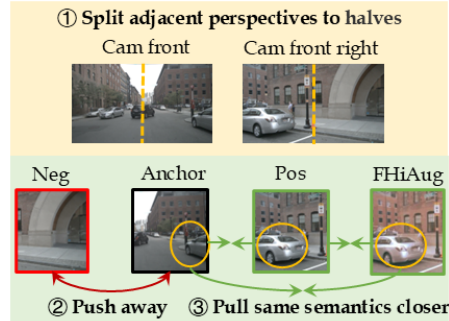 ① Split adjacent perspectives to halves
Cam front Cam front right
Neg Anchor Pos FHiAug
② Push away ③ Pull same semantics closer